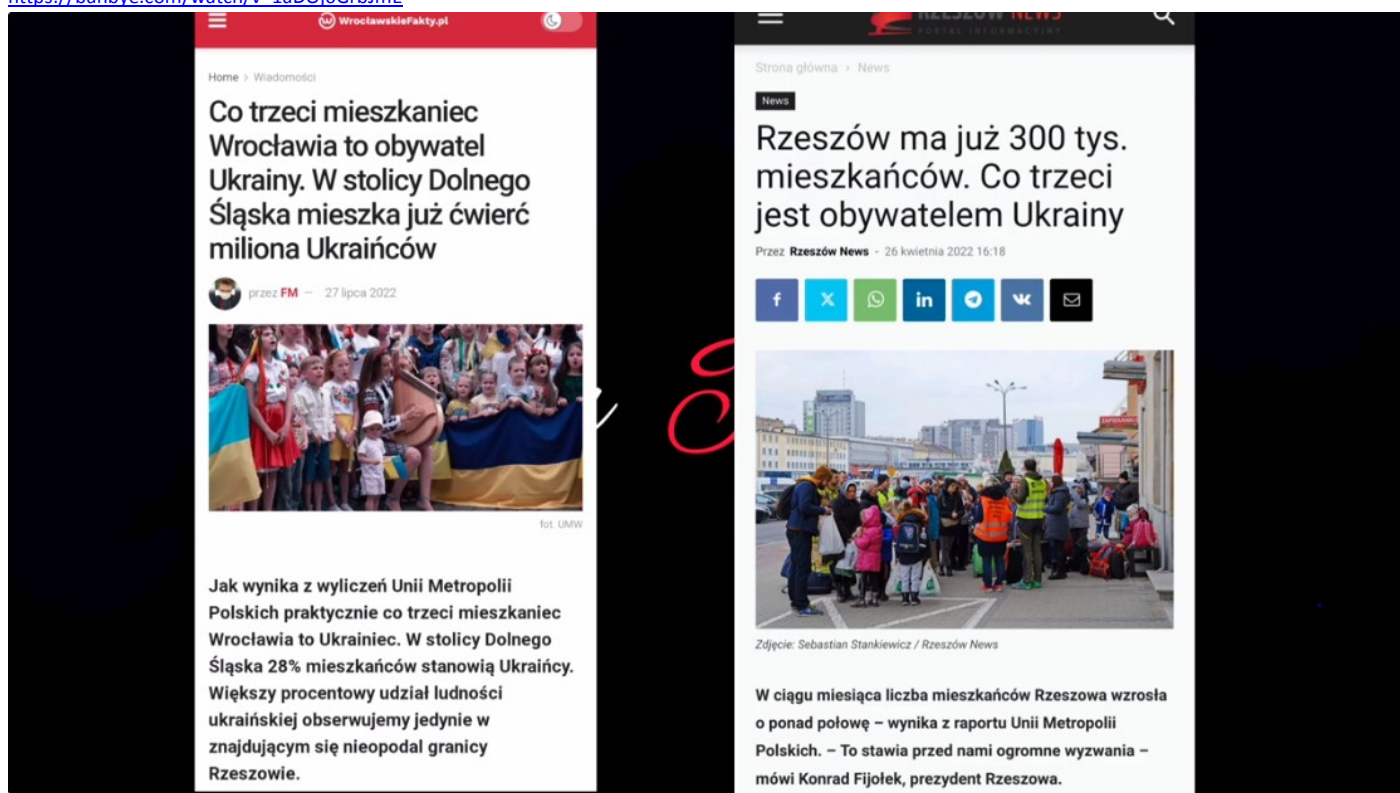 WrocławskieFakty.pl
Home > Wiadomości
Co trzeci mieszkaniec
Wrocławia to obywatel
Ukrainy. W stolicy Dolnego
Śląska mieszka już ćwierć
miliona Ukraińców
przez FM — 27 lipca 2022
fot. UMW
Jak wynika z wyliczeń Unii Metropolii
Polskich praktycznie co trzeci mieszkaniec
Wrocławia to Ukrainiec. W stolicy Dolnego
Śląska 28% mieszkańców stanowią Ukraińcy.
Większy procentowy udział ludności
ukraińskiej obserwujemy jedynie w
znajdującym się nieopodal granicy
Rzeszowie.
RZESZÓW NEWS
PORTAL INFORMACYJNY
Strona główna > News
News
Rzeszów ma już 300 tys.
mieszkańców. Co trzeci
jest obywatelem Ukrainy
Przez Rzeszów News - 26 kwietnia 2022 16:18
Zdjęcie: Sebastian Stankiewicz / Rzeszów News
W ciągu miesiąca liczba mieszkańców Rzeszowa wzrosła
o ponad połowę – wynika z raportu Unii Metropolii
Polskich. – To stawia przed nami ogromne wyzwania –
mówi Konrad Fijołek, prezydent Rzeszowa.